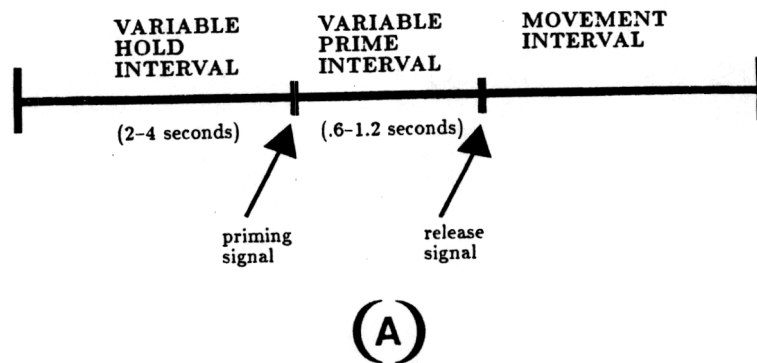 VARIABLE
HOLD
INTERVAL
VARIABLE
PRIME
INTERVAL
MOVEMENT
INTERVAL
(2–4 seconds)
(.6–1.2 seconds)
priming
signal
release
signal
(A)